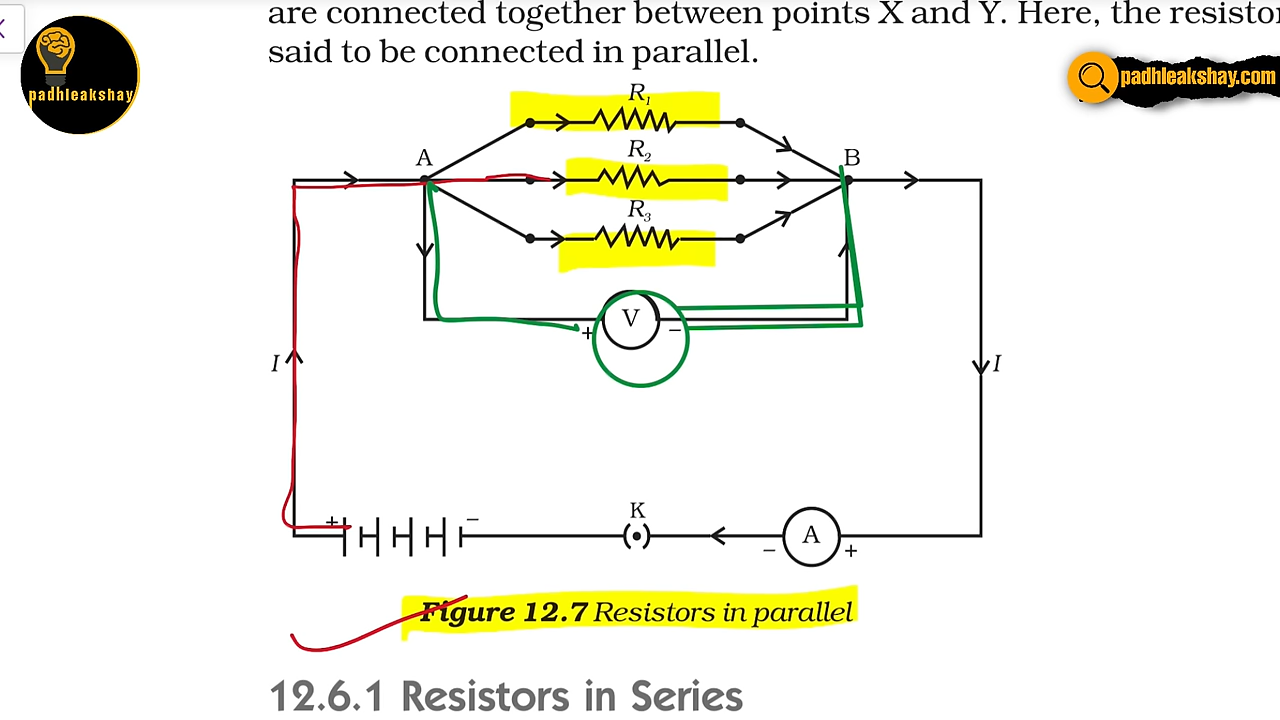 are connected together between points X and Y. Here, the resistor
said to be connected in parallel.
padhleakshay
padhleakshay.com
R₁
A
R₂
B
R₃
V
+
−
I
I
K
+
−
A
−
+
Figure 12.7 Resistors in parallel
12.6.1 Resistors in Series